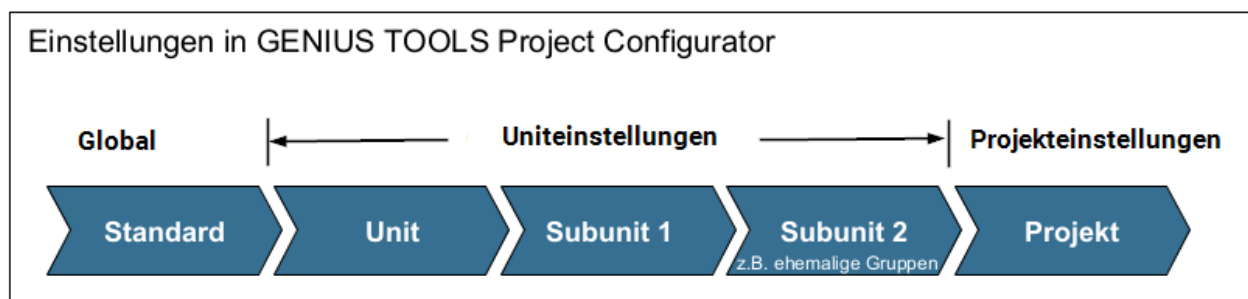 Einstellungen in GENIUS TOOLS Project Configurator
Global
Uniteinstellungen
Projekteinstellungen
Standard
Unit
Subunit 1
Subunit 2
z.B. ehemalige Gruppen
Projekt